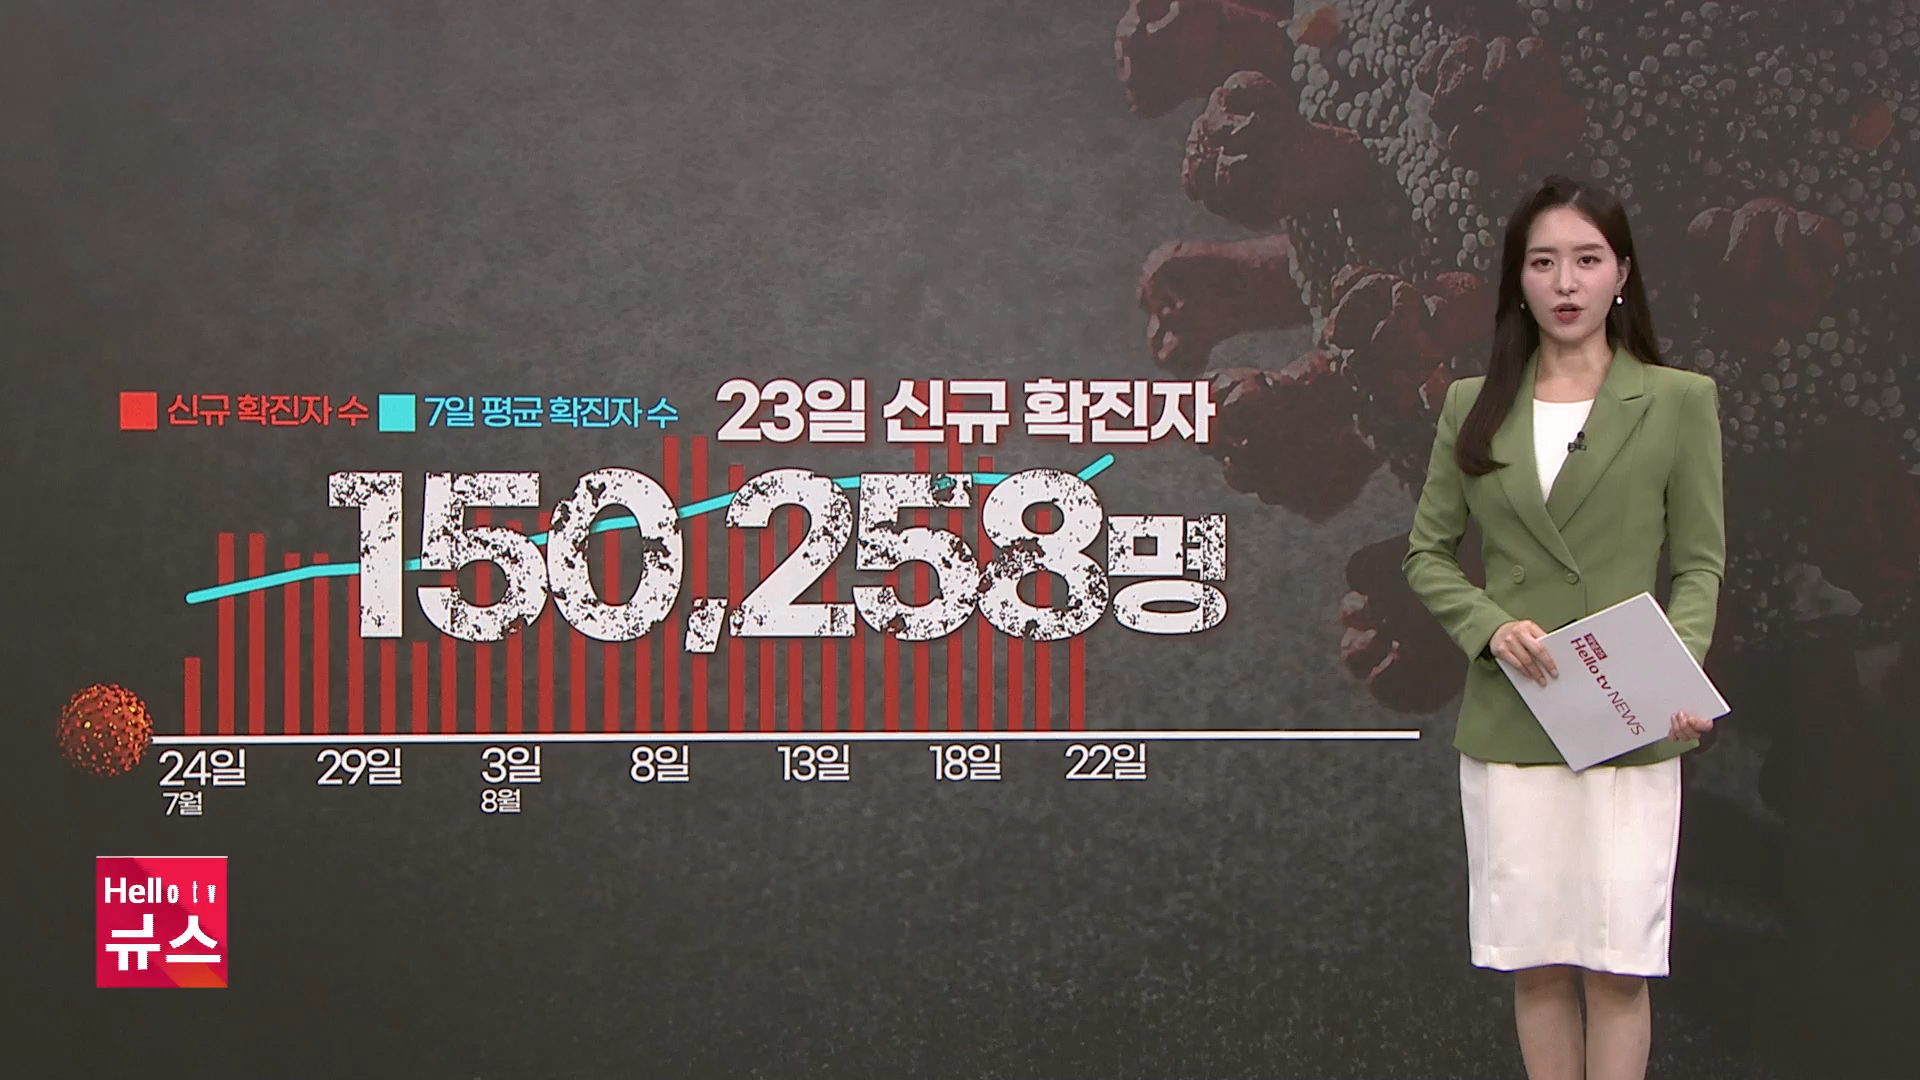 신규 확진자 수
7일 평균 확진자 수
23일 신규 확진자
150,258명
24일 29일 3일 8일 13일 18일 22일
7월 8월
Hello tv
뉴스
Hello tv NEWS